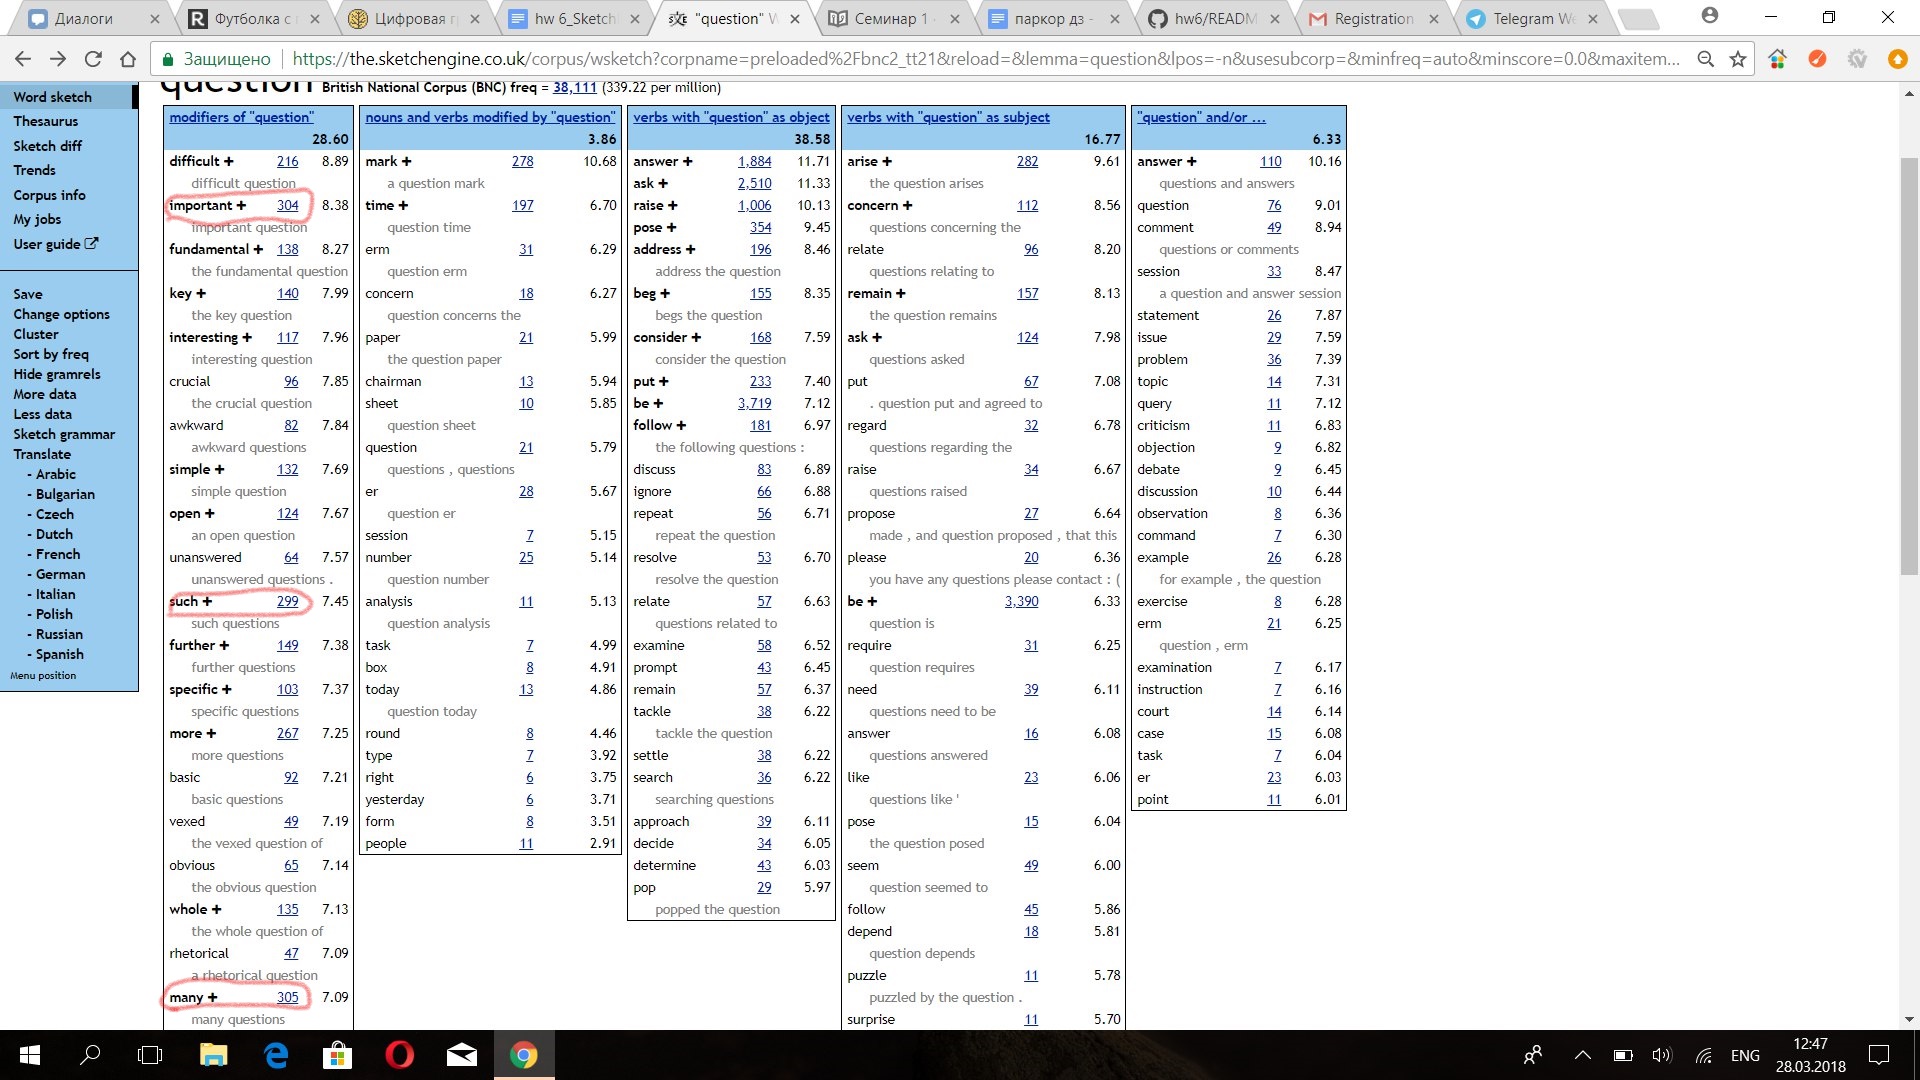 Диалоги
Футболка с
Цифровая г
hw 6_Sketch
"question" W
Семинар 1
паркор дз -
hw6/READM
Registration
Telegram We
Защищено
https://the.sketchengine.co.uk/corpus/wsketch?corpname=preloaded%2Fbnc2_tt21&reload=&lemma=question&lpos=-n&usesubcorp=&minfreq=auto&minscore=0.0&maxitem...
question British National Corpus (BNC) freq = 38,111 (339.22 per million)
Word sketch
Thesaurus
Sketch diff
Trends
Corpus info
My jobs
User guide
Save
Change options
Cluster
Sort by freq
Hide gramrels
More data
Less data
Sketch grammar
Translate
- Arabic
- Bulgarian
- Czech
- Dutch
- French
- German
- Italian
- Polish
- Russian
- Spanish
Menu position
modifiers of "question"
28.60
difficult + 216 8.89
difficult question
important + 304 8.38
important question
fundamental + 138 8.27
the fundamental question
key + 140 7.99
the key question
interesting + 117 7.96
interesting question
crucial 96 7.85
the crucial question
awkward 82 7.84
awkward questions
simple + 132 7.69
simple question
open + 124 7.67
an open question
unanswered 64 7.57
unanswered questions .
such + 299 7.45
such questions
further + 149 7.38
further questions
specific + 103 7.37
specific questions
more + 267 7.25
more questions
basic 92 7.21
basic questions
vexed 49 7.19
the vexed question of
obvious 65 7.14
the obvious question
whole + 135 7.13
the whole question of
rhetorical 47 7.09
a rhetorical question
many + 305 7.09
many questions
nouns and verbs modified by "question"
3.86
mark + 278 10.68
a question mark
time + 197 6.70
question time
erm 31 6.29
question erm
concern 18 6.27
question concerns the
paper 21 5.99
the question paper
chairman 13 5.94
sheet 10 5.85
question sheet
question 21 5.79
questions , questions
er 28 5.67
question er
session 7 5.15
number 25 5.14
question number
analysis 11 5.13
question analysis
task 7 4.99
box 8 4.91
today 13 4.86
question today
round 8 4.46
type 7 3.92
right 6 3.75
yesterday 6 3.71
form 8 3.51
people 11 2.91
verbs with "question" as object
38.58
answer + 1,884 11.71
ask + 2,510 11.33
raise + 1,006 10.13
pose + 354 9.45
address + 196 8.46
address the question
beg + 155 8.35
begs the question
consider + 168 7.59
consider the question
put + 233 7.40
be + 3,719 7.12
follow + 181 6.97
the following questions :
discuss 83 6.89
ignore 66 6.88
repeat 56 6.71
repeat the question
resolve 53 6.70
resolve the question
relate 57 6.63
questions related to
examine 58 6.52
prompt 43 6.45
remain 57 6.37
tackle 38 6.22
tackle the question
settle 38 6.22
search 36 6.22
searching questions
approach 39 6.11
decide 34 6.05
determine 43 6.03
pop 29 5.97
popped the question
verbs with "question" as subject
16.77
arise + 282 9.61
the question arises
concern + 112 8.56
questions concerning the
relate 96 8.20
questions relating to
remain + 157 8.13
the question remains
ask + 124 7.98
questions asked
put 67 7.08
. question put and agreed to
regard 32 6.78
questions regarding the
raise 34 6.67
questions raised
propose 27 6.64
made , and question proposed , that this
please 20 6.36
you have any questions please contact : (
be + 3,390 6.33
question is
require 31 6.25
question requires
need 39 6.11
questions need to be
answer 16 6.08
questions answered
like 23 6.06
questions like '
pose 15 6.04
the question posed
seem 49 6.00
question seemed to
follow 45 5.86
depend 18 5.81
question depends
puzzle 11 5.78
puzzled by the question .
surprise 11 5.70
"question" and/or ...
6.33
answer + 110 10.16
questions and answers
question 76 9.01
comment 49 8.94
questions or comments
session 33 8.47
a question and answer session
statement 26 7.87
issue 29 7.59
problem 36 7.39
topic 14 7.31
query 11 7.12
criticism 11 6.83
objection 9 6.82
debate 9 6.45
discussion 10 6.44
observation 8 6.36
command 7 6.30
example 26 6.28
for example , the question
exercise 8 6.28
erm 21 6.25
question , erm
examination 7 6.17
instruction 7 6.16
court 14 6.14
case 15 6.08
task 7 6.04
er 23 6.03
point 11 6.01
ENG
12:47
28.03.2018